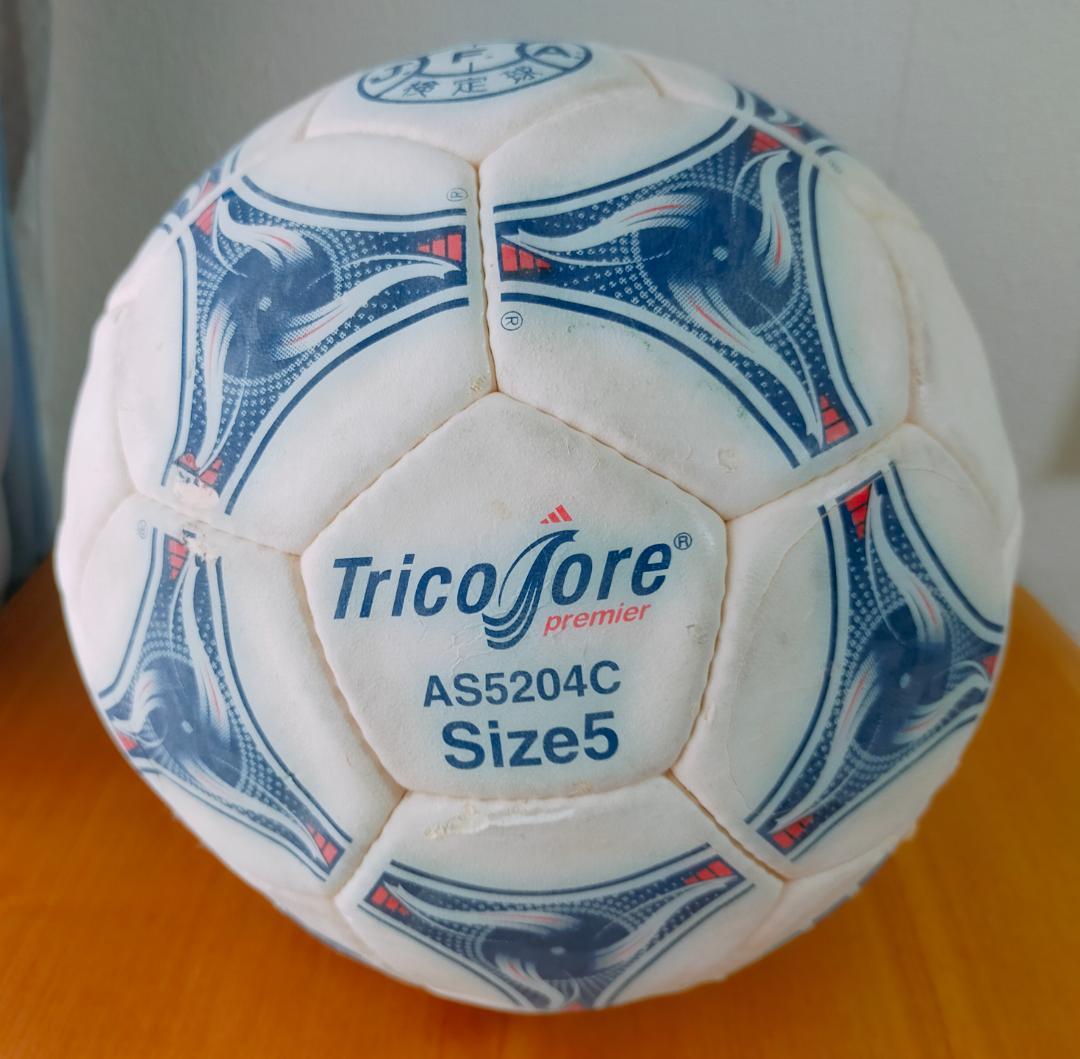 J.F.A.
検定球
Tricolore®
premier
AS5204C
Size5
®
®